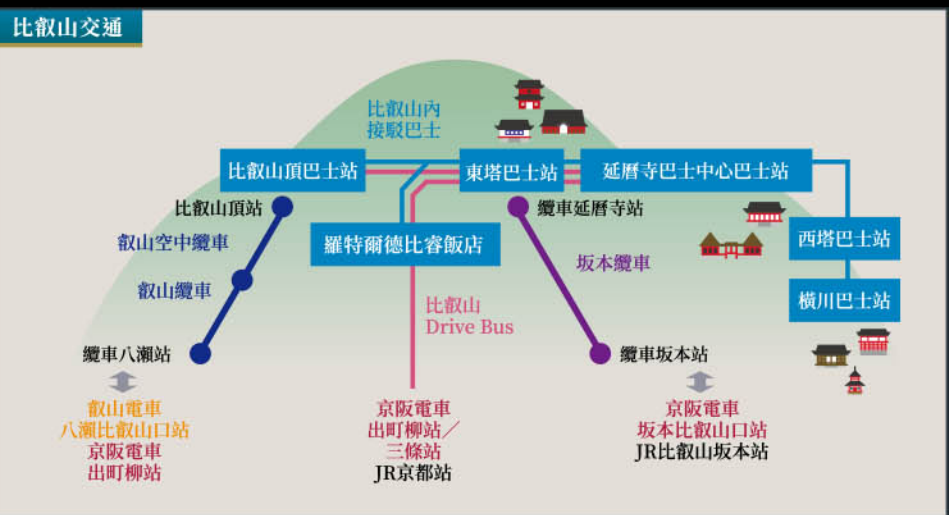 比叡山交通
比叡山內
接駁巴士
比叡山頂巴士站
東塔巴士站
延曆寺巴士中心巴士站
比叡山頂站
纜車延曆寺站
叡山空中纜車
羅特爾德比睿飯店
西塔巴士站
坂本纜車
叡山纜車
橫川巴士站
比叡山
Drive Bus
纜車八瀨站
纜車坂本站
叡山電車
八瀨比叡山口站
京阪電車
出町柳站
京阪電車
出町柳站／
三條站
JR京都站
京阪電車
坂本比叡山口站
JR比叡山坂本站